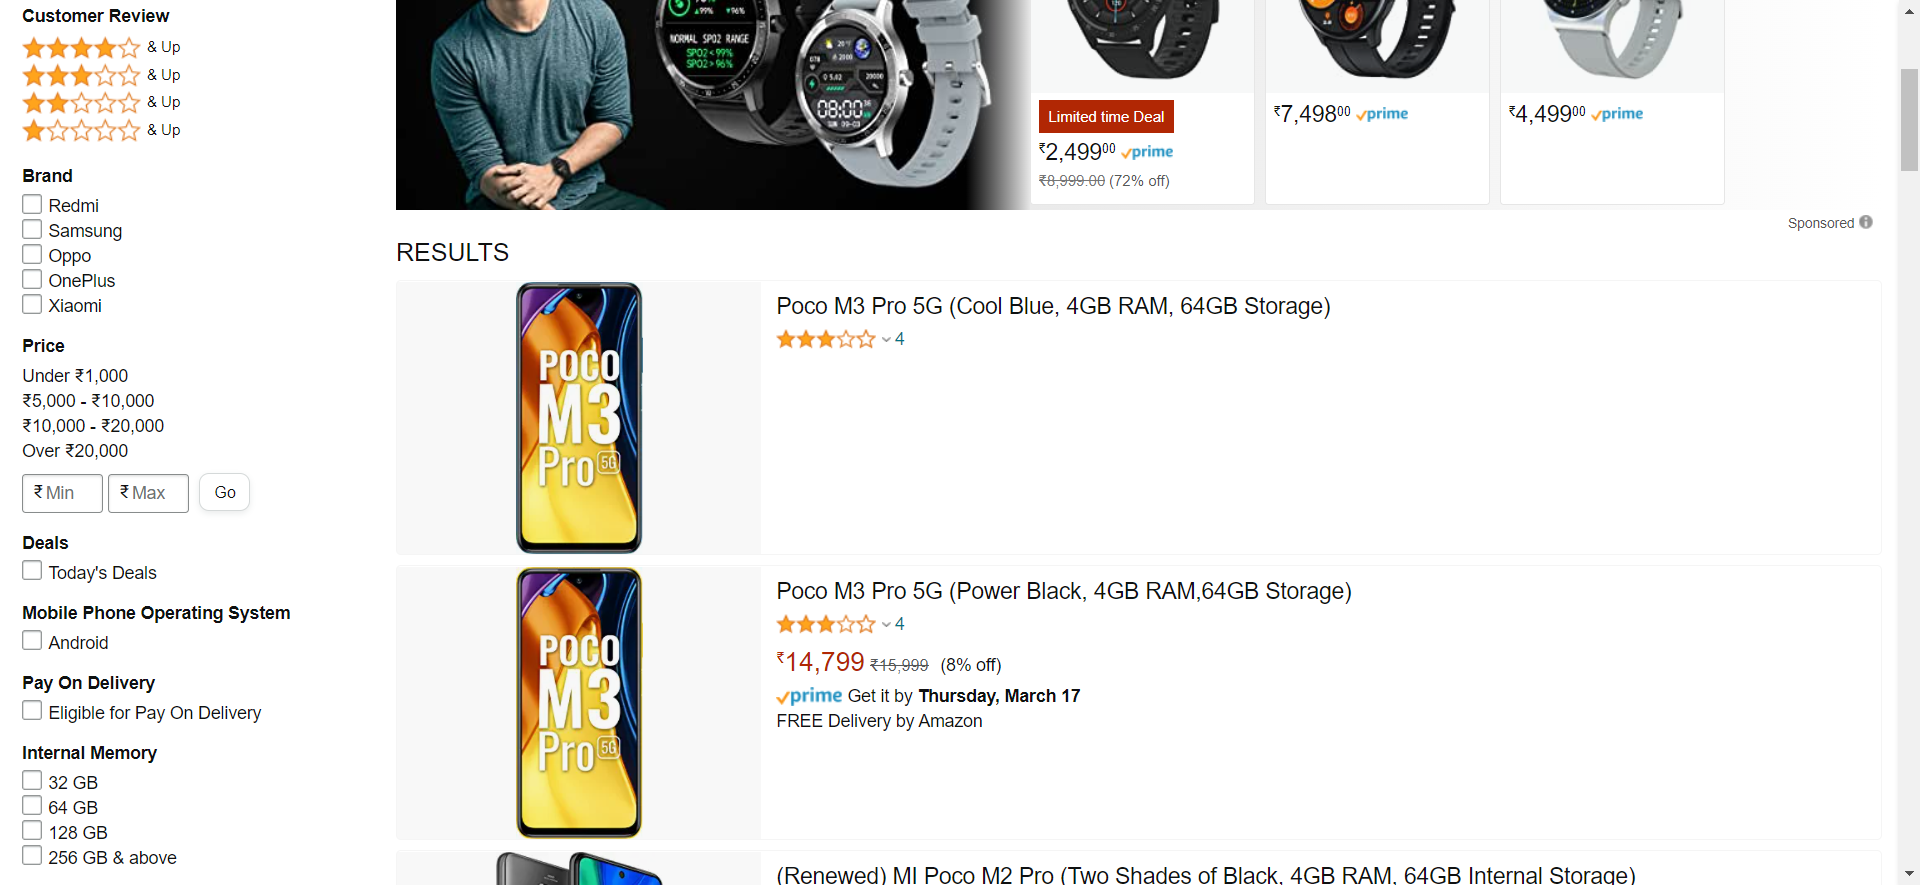 Customer Review
& Up
& Up
& Up
& Up
Brand
Redmi
Samsung
Oppo
OnePlus
Xiaomi
Price
Under ₹1,000
₹5,000 - ₹10,000
₹10,000 - ₹20,000
Over ₹20,000
₹ Min ₹ Max Go
Deals
Today's Deals
Mobile Phone Operating System
Android
Pay On Delivery
Eligible for Pay On Delivery
Internal Memory
32 GB
64 GB
128 GB
256 GB & above
NORMAL SPO2 RANGE
SPO2<99%
SPO2>96%
08:00
Limited time Deal
₹2,49900 prime
₹8,999.00 (72% off)
₹7,49800 prime
₹4,49900 prime
Sponsored
RESULTS
POCO
M3
Pro 5G
Poco M3 Pro 5G (Cool Blue, 4GB RAM, 64GB Storage)
4
POCO
M3
Pro 5G
Poco M3 Pro 5G (Power Black, 4GB RAM,64GB Storage)
4
₹14,799 ₹15,999 (8% off)
prime Get it by Thursday, March 17
FREE Delivery by Amazon
(Renewed) MI Poco M2 Pro (Two Shades of Black, 4GB RAM, 64GB Internal Storage)